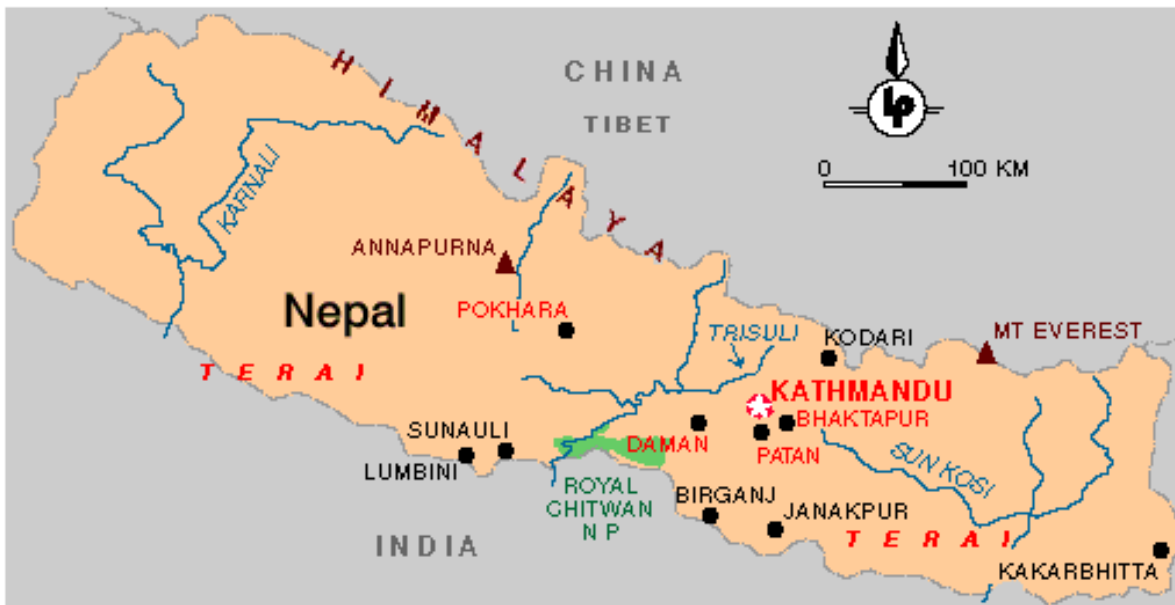 HIMALAYA
CHINA
TIBET
LP
0 100 KM
KARNALI
ANNAPURNA
Nepal
POKHARA
TRISULI
KODARI
MT EVEREST
TERAI
KATHMANDU
BHAKTAPUR
SUNAULI
DAMAN
PATAN
LUMBINI
SUN KOSI
ROYAL
CHITWAN
N P
BIRGANJ
JANAKPUR
INDIA
TERAI
KAKARBHITTA